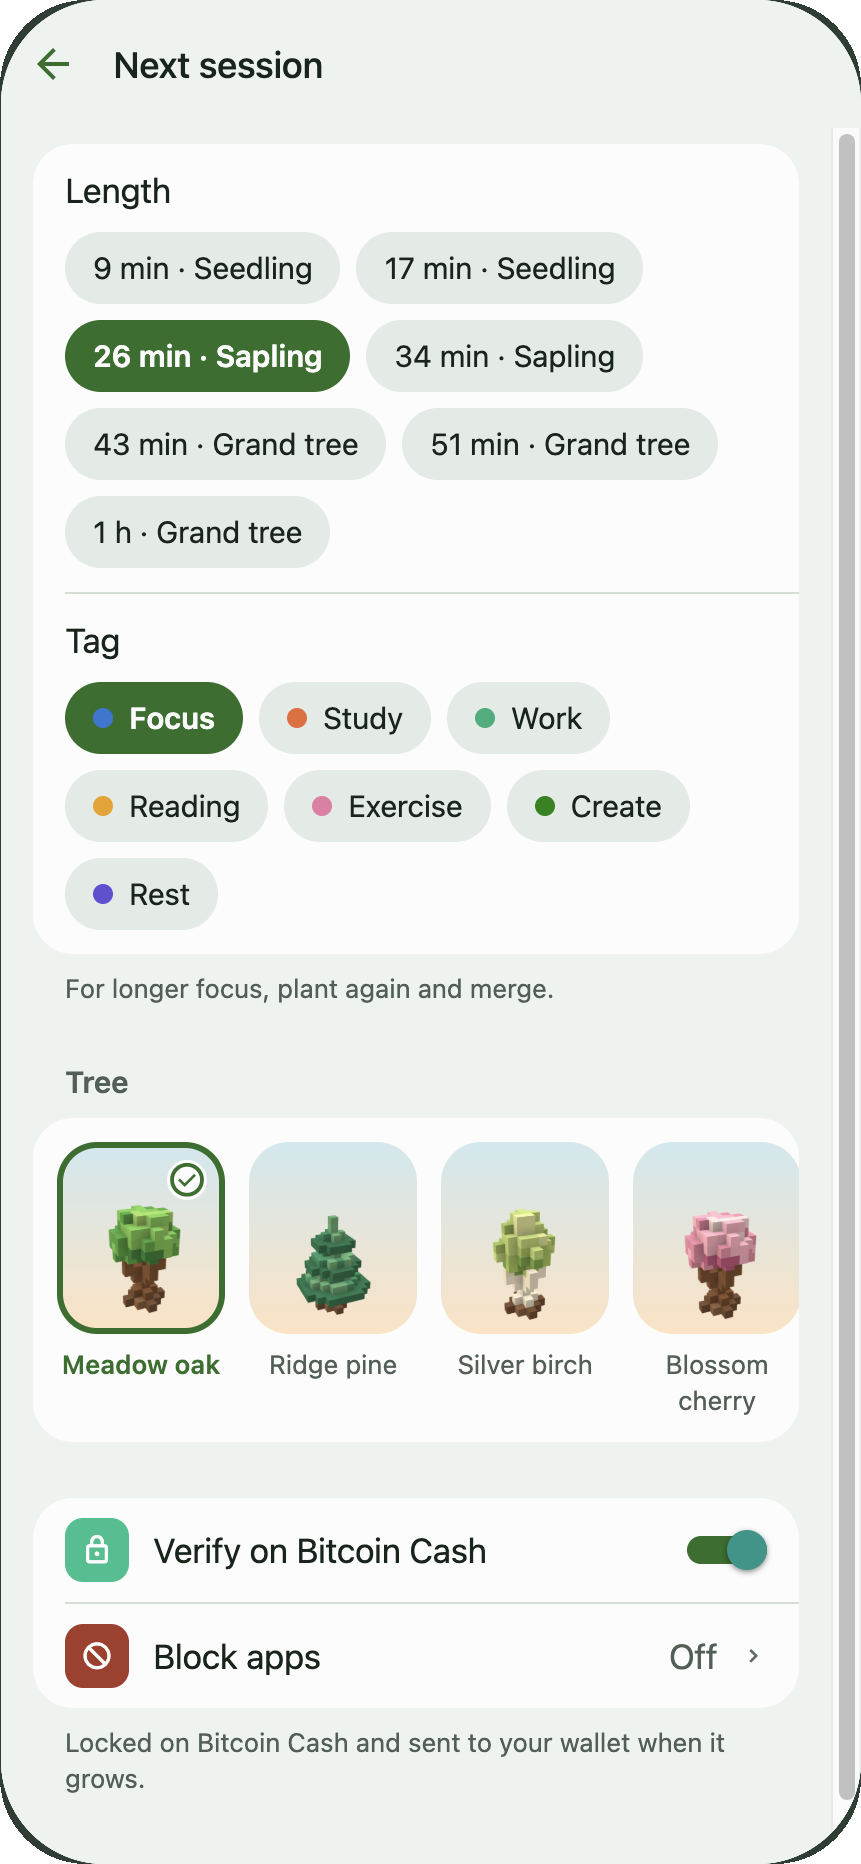 Next session
Length
9 min · Seedling
17 min · Seedling
26 min · Sapling
34 min · Sapling
43 min · Grand tree
51 min · Grand tree
1 h · Grand tree
Tag
Focus
Study
Work
Reading
Exercise
Create
Rest
For longer focus, plant again and merge.
Tree
Meadow oak
Ridge pine
Silver birch
Blossom
cherry
Verify on Bitcoin Cash
Block apps
Off
Locked on Bitcoin Cash and sent to your wallet when it
grows.